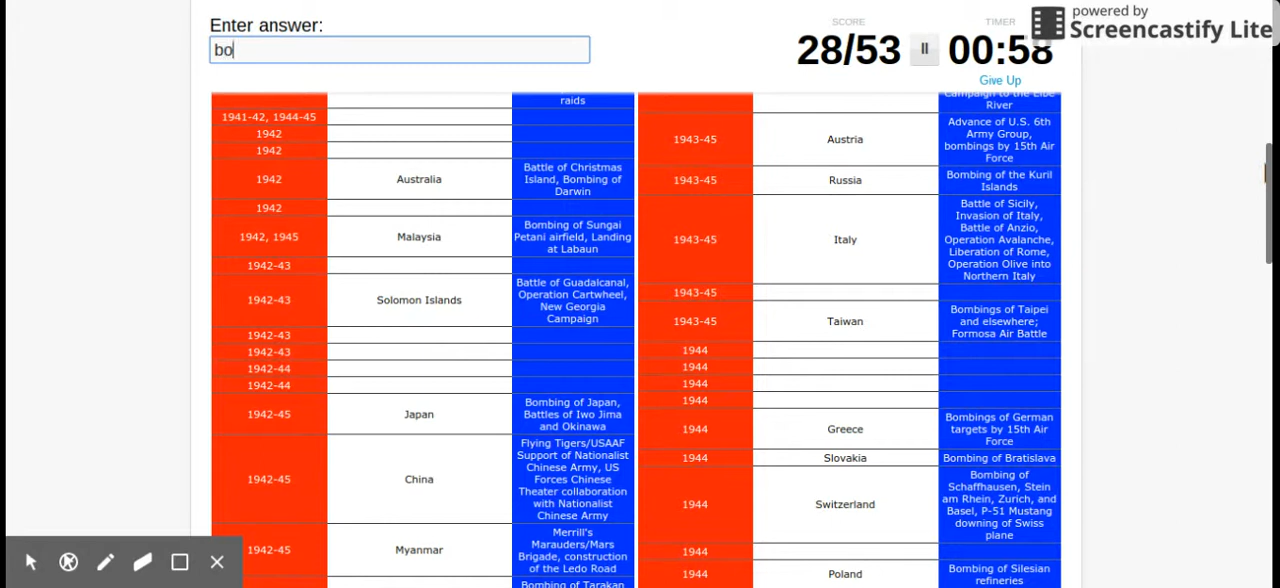 Enter answer:
bo
SCORE
28/53
TIMER
00:58
Give Up
powered by
Screencastify Lite
raids
1941-42, 1944-45
1942
1942
1942
Australia
Battle of Christmas
Island, Bombing of
Darwin
1942
1942, 1945
Malaysia
Bombing of Sungai
Petani airfield, Landing
at Labaun
1942-43
1942-43
Solomon Islands
Battle of Guadalcanal,
Operation Cartwheel,
New Georgia
Campaign
1942-43
1942-43
1942-44
1942-44
1942-45
Japan
Bombing of Japan,
Battles of Iwo Jima
and Okinawa
1942-45
China
Flying Tigers/USAAF
Support of Nationalist
Chinese Army, US
Forces Chinese
Theater collaboration
with Nationalist
Chinese Army
1942-45
Myanmar
Merrill's
Marauders/Mars
Brigade, construction
of the Ledo Road
Bombing of Tarakan
Campaign to the Elbe
River
1943-45
Austria
Advance of U.S. 6th
Army Group,
bombings by 15th Air
Force
1943-45
Russia
Bombing of the Kuril
Islands
1943-45
Italy
Battle of Sicily,
Invasion of Italy,
Battle of Anzio,
Operation Avalanche,
Liberation of Rome,
Operation Olive into
Northern Italy
1943-45
1943-45
Taiwan
Bombings of Taipei
and elsewhere;
Formosa Air Battle
1944
1944
1944
1944
1944
Greece
Bombings of German
targets by 15th Air
Force
1944
Slovakia
Bombing of Bratislava
1944
Switzerland
Bombing of
Schaffhausen, Stein
am Rhein, Zurich, and
Basel, P-51 Mustang
downing of Swiss
plane
1944
1944
Poland
Bombing of Silesian
refineries